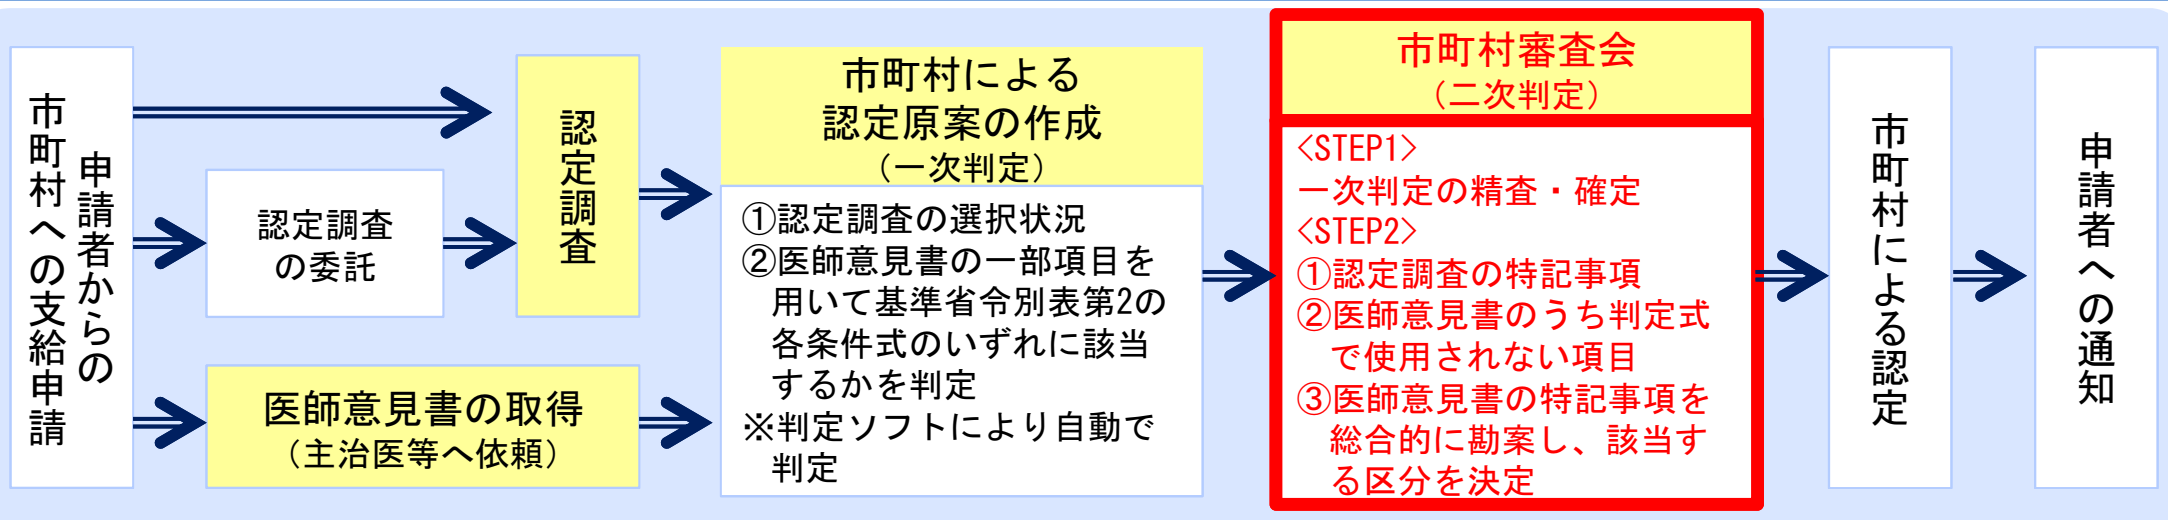 申請者からの
市町村への支給申請
認定調査
の委託
認定調査
医師意見書の取得
（主治医等へ依頼）
市町村による
認定原案の作成
（一次判定）
①認定調査の選択状況
②医師意見書の一部項目を
用いて基準省令別表第2の
各条件式のいずれに該当
するかを判定
※判定ソフトにより自動で
判定
市町村審査会
（二次判定）
<STEP1>
一次判定の精査・確定
<STEP2>
①認定調査の特記事項
②医師意見書のうち判定式
で使用されない項目
③医師意見書の特記事項を
総合的に勘案し、該当す
る区分を決定
市町村による認定
申請者への通知